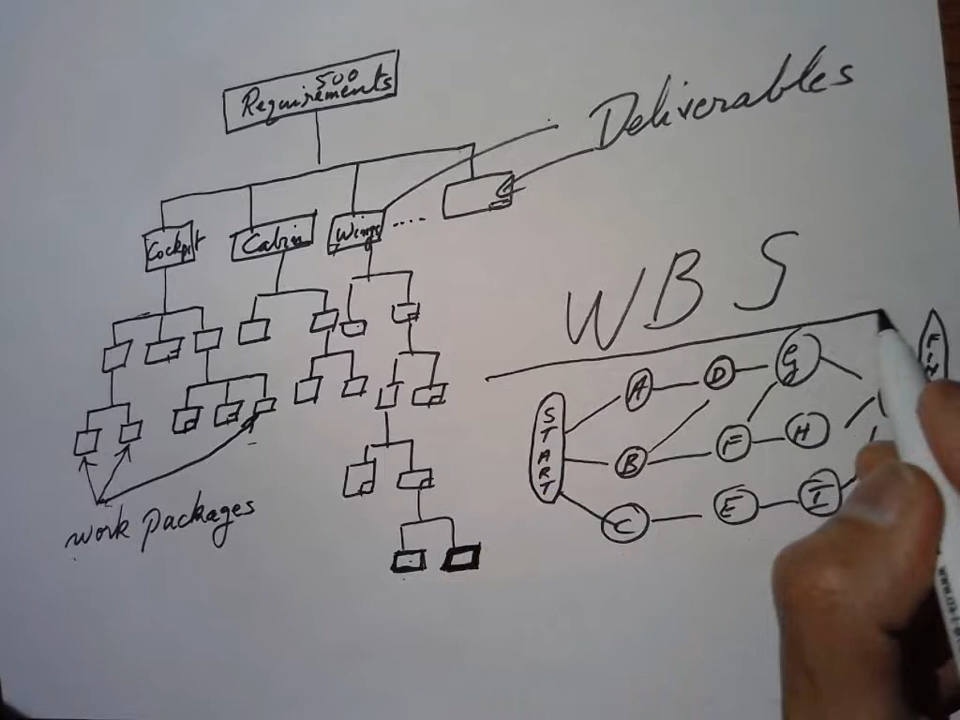 500
Requirements
Deliverables
Cockpit
Cabin
Wings
....
WBS
START
A
D
G
B
F
H
C
E
I
work packages